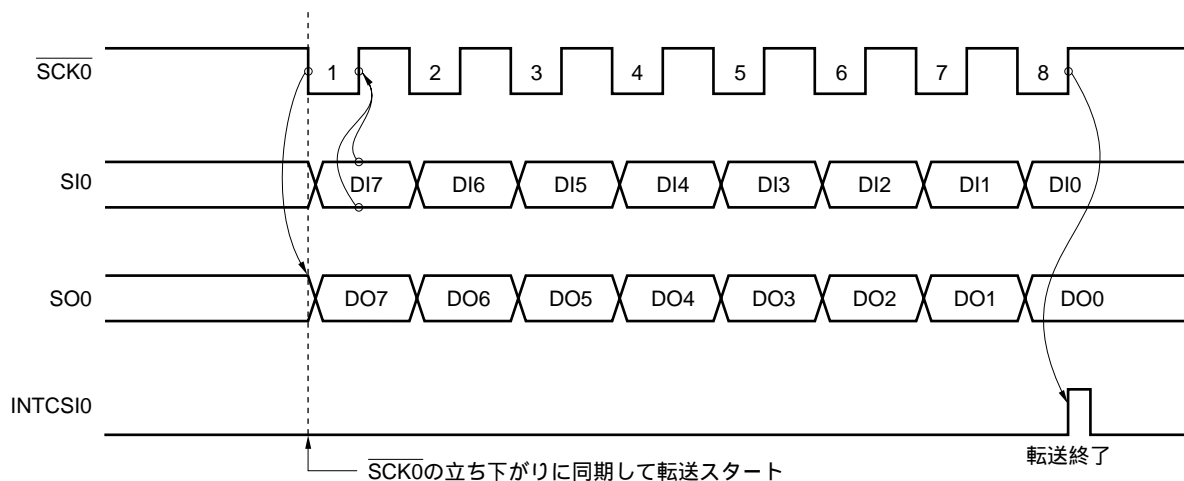 SCK0
1 2 3 4 5 6 7 8
SI0
DI7 DI6 DI5 DI4 DI3 DI2 DI1 DI0
SO0
DO7 DO6 DO5 DO4 DO3 DO2 DO1 DO0
INTCSI0
転送終了
SCK0の立ち下がりに同期して転送スタート